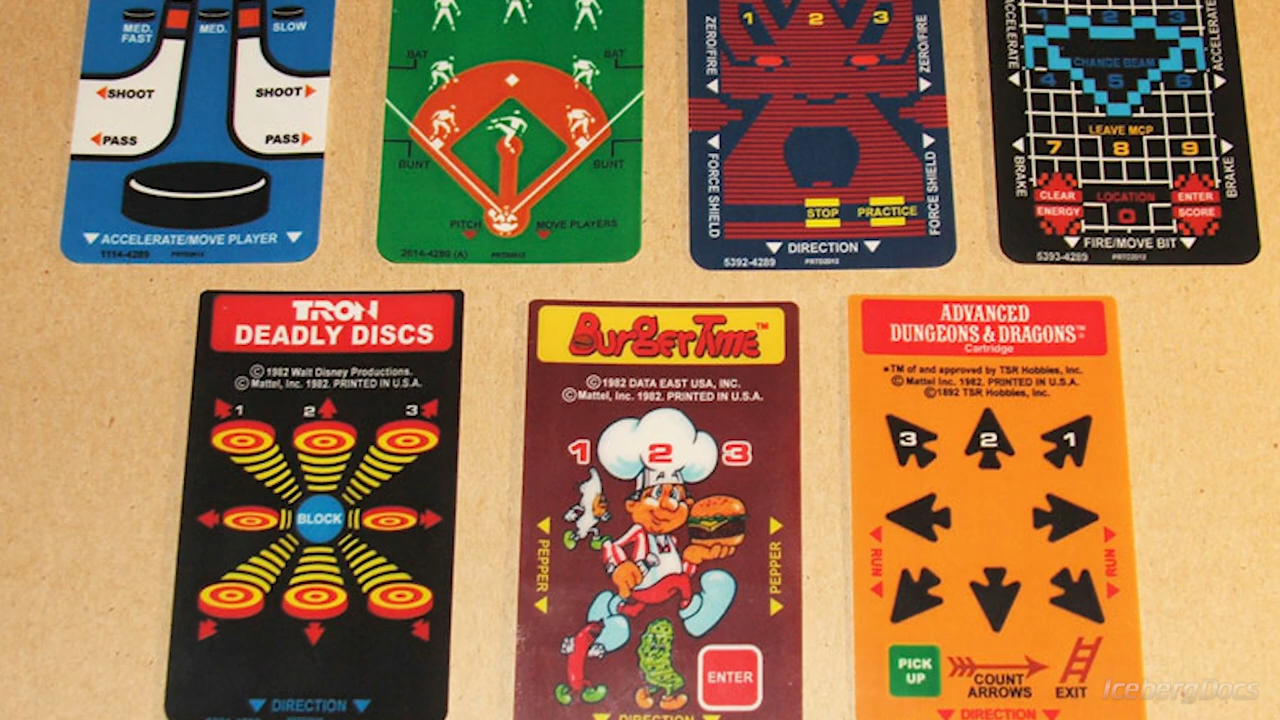 MED.
FAST
MED.
SLOW
SHOOT
SHOOT
PASS
PASS
ACCELERATE/MOVE PLAYER
1114-4289
PRTD2012
BAT
BAT
BUNT
BUNT
PITCH
MOVE PLAYERS
2614-4289 (A)
PRTD2012
1 2 3
ZERO/FIRE
ZERO/FIRE
FORCE SHIELD
FORCE SHIELD
STOP
PRACTICE
DIRECTION
5392-4289
PRTD2012
ACCELERATE
ACCELERATE
1 2 3
CHANGE BEAM
4 5 6
LEAVE MCP
7 8 9
BRAKE
BRAKE
CLEAR
LOCATION
ENTER
ENERGY
0
SCORE
FIRE/MOVE BIT
5393-4289
PRTD2012
TRON
DEADLY DISCS
©1982 Walt Disney Productions.
©Mattel, Inc. 1982. PRINTED IN U.S.A.
1 2 3
BLOCK
DIRECTION
BurgerTime™
©1982 DATA EAST USA, INC.
©Mattel, Inc. 1982. PRINTED IN U.S.A.
1 2 3
PEPPER
PEPPER
ENTER
DIRECTION
ADVANCED
DUNGEONS & DRAGONS™
Cartridge
TM of and approved by TSR Hobbies, Inc.
©Mattel Inc. 1982. PRINTED IN U.S.A.
©1892 TSR Hobbies, Inc.
3 2 1
RUN
RUN
PICK
UP
COUNT
ARROWS
EXIT
DIRECTION
IcebergDocs